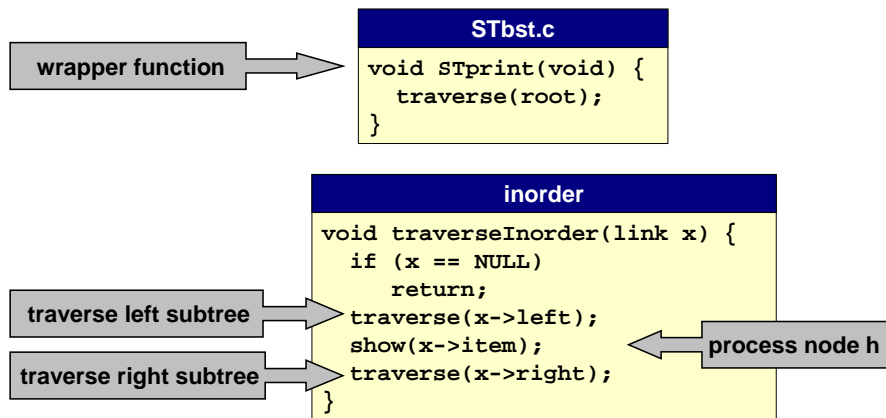 STbst.c
wrapper function
void STprint(void) {
traverse(root);
}
inorder
void traverseInorder(link x) {
if (x == NULL)
return;
traverse left subtree
traverse(x->left);
show(x->item);
process node h
traverse right subtree
traverse(x->right);
}